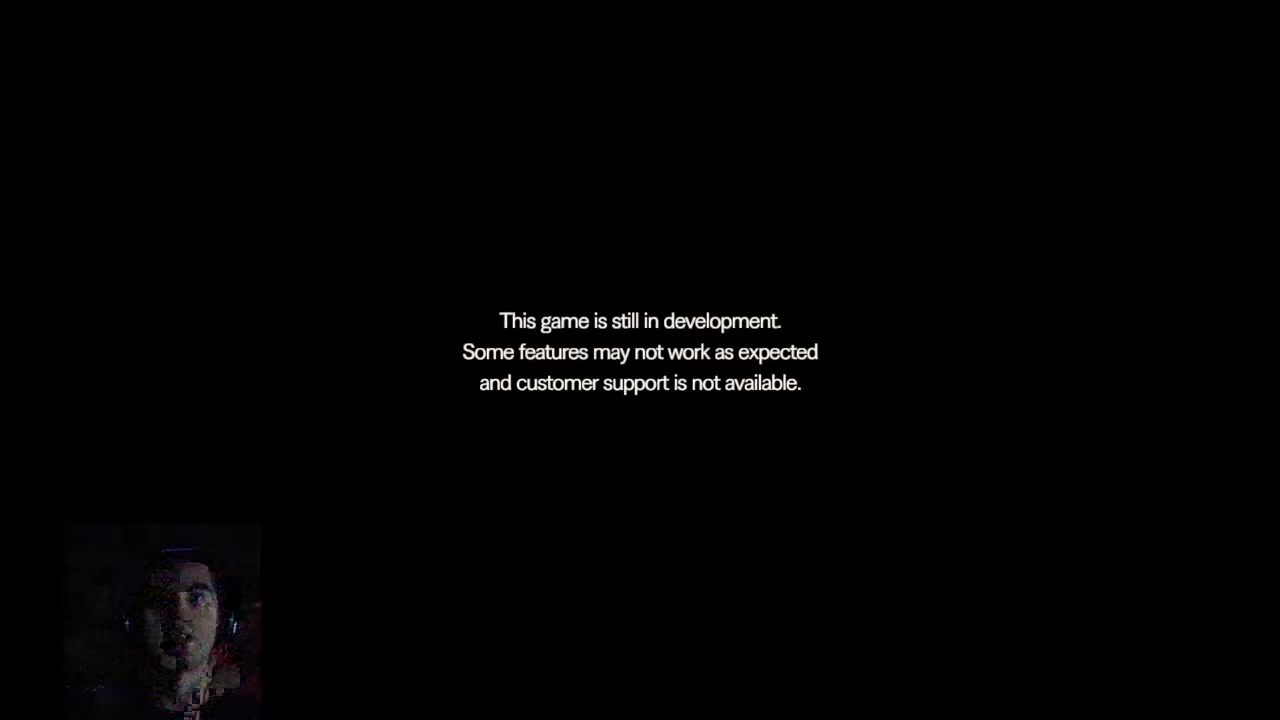 This game is still in development.
Some features may not work as expected
and customer support is not available.